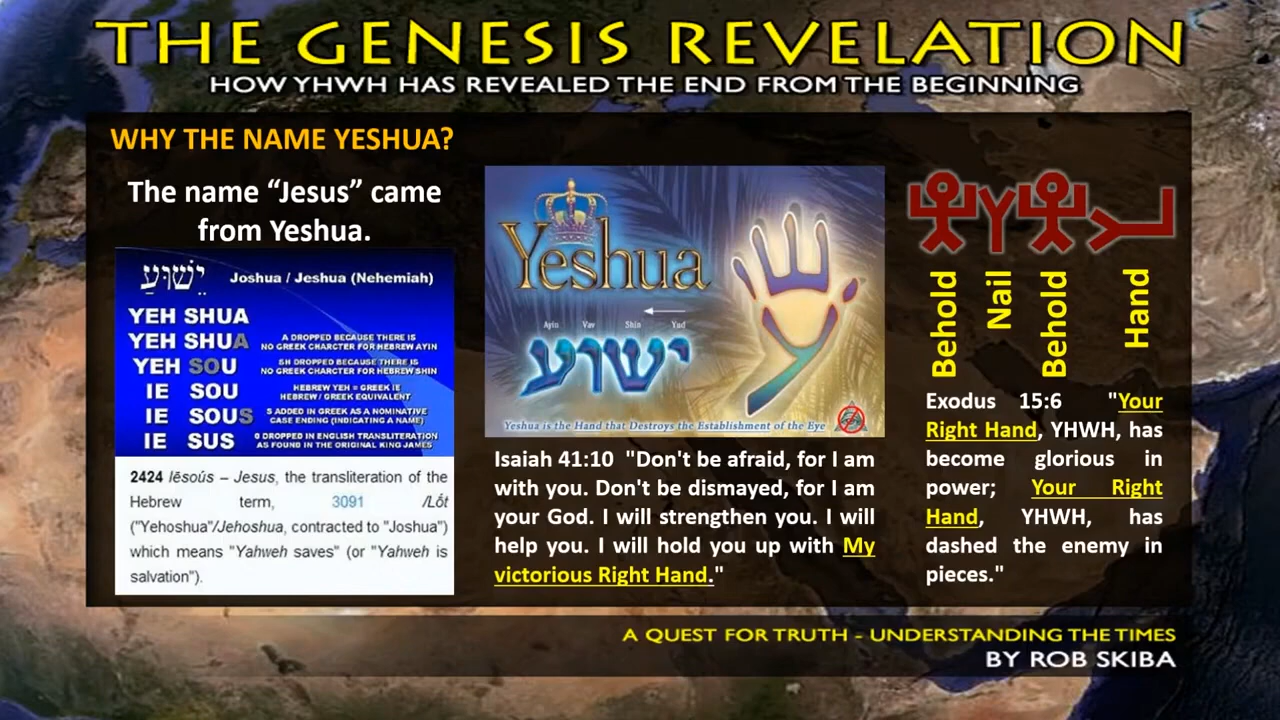 THE GENESIS REVELATION
HOW YHWH HAS REVEALED THE END FROM THE BEGINNING
WHY THE NAME YESHUA?
The name “Jesus” came
from Yeshua.
יֵשׁוּעַ Joshua / Jeshua (Nehemiah)
YEH SHUA
YEH SHUA A DROPPED BECAUSE THERE IS
NO GREEK CHARCTER FOR HEBREW AYIN
YEH SOU SH DROPPED BECAUSE THERE IS
NO GREEK CHARACTER FOR HEBREW SHIN
IE SOU HEBREW YEH = GREEK IE
HEBREW / GREEK EQUIVALENT
IE SOUS S ADDED IN GREEK AS A NOMINATIVE
CASE ENDING (INDICATING A NAME)
IE SUS O DROPPED IN ENGLISH TRANSLITERATION
AS FOUND IN THE ORIGINAL KING JAMES
2424 Iēsoús – Jesus, the transliteration of the
Hebrew term, 3091 /Lṓt
("Yehoshua"/Jehoshua, contracted to "Joshua")
which means "Yahweh saves" (or "Yahweh is
salvation").
Yeshua
Ayin Vav Shin Yud
ישוע
Yeshua is the Hand that Destroys the Establishment of the Eye
Isaiah 41:10 "Don't be afraid, for I am
with you. Don't be dismayed, for I am
your God. I will strengthen you. I will
help you. I will hold you up with My
victorious Right Hand."
Behold
Nail
Behold
Hand
Exodus 15:6 "Your
Right Hand, YHWH, has
become glorious in
power; Your Right
Hand, YHWH, has
dashed the enemy in
pieces."
A QUEST FOR TRUTH - UNDERSTANDING THE TIMES
BY ROB SKIBA